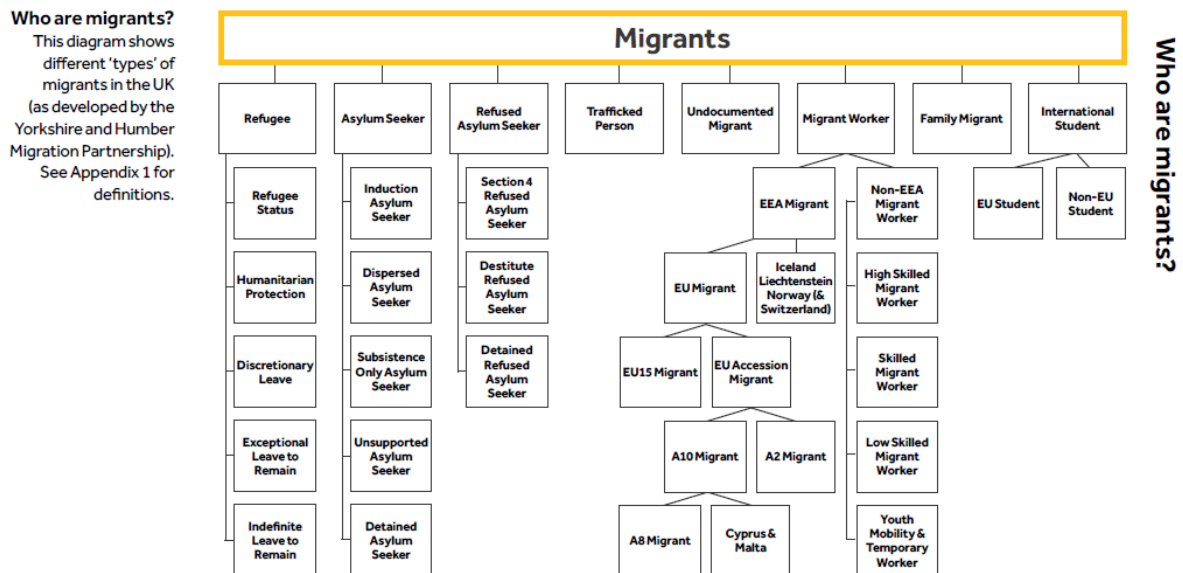 Who are migrants?
This diagram shows
different ‘types’ of
migrants in the UK
(as developed by the
Yorkshire and Humber
Migration Partnership).
See Appendix 1 for
definitions.
Migrants
Refugee
Asylum Seeker
Refused
Asylum Seeker
Trafficked
Person
Undocumented
Migrant
Migrant Worker
Family Migrant
International
Student
Refugee
Status
Induction
Asylum
Seeker
Section 4
Refused
Asylum
Seeker
EEA Migrant
Non-EEA
Migrant
Worker
EU Student
Non-EU
Student
Humanitarian
Protection
Dispersed
Asylum
Seeker
Destitute
Refused
Asylum
Seeker
EU Migrant
Iceland
Liechtenstein
Norway (&
Switzerland)
High Skilled
Migrant
Worker
Discretionary
Leave
Subsistence
Only Asylum
Seeker
Detained
Refused
Asylum
Seeker
EU15 Migrant
EU Accession
Migrant
Skilled
Migrant
Worker
Exceptional
Leave to
Remain
Unsupported
Asylum
Seeker
A10 Migrant
A2 Migrant
Low Skilled
Migrant
Worker
Indefinite
Leave to
Remain
Detained
Asylum
Seeker
A8 Migrant
Cyprus &
Malta
Youth
Mobility &
Temporary
Worker
Who are migrants?